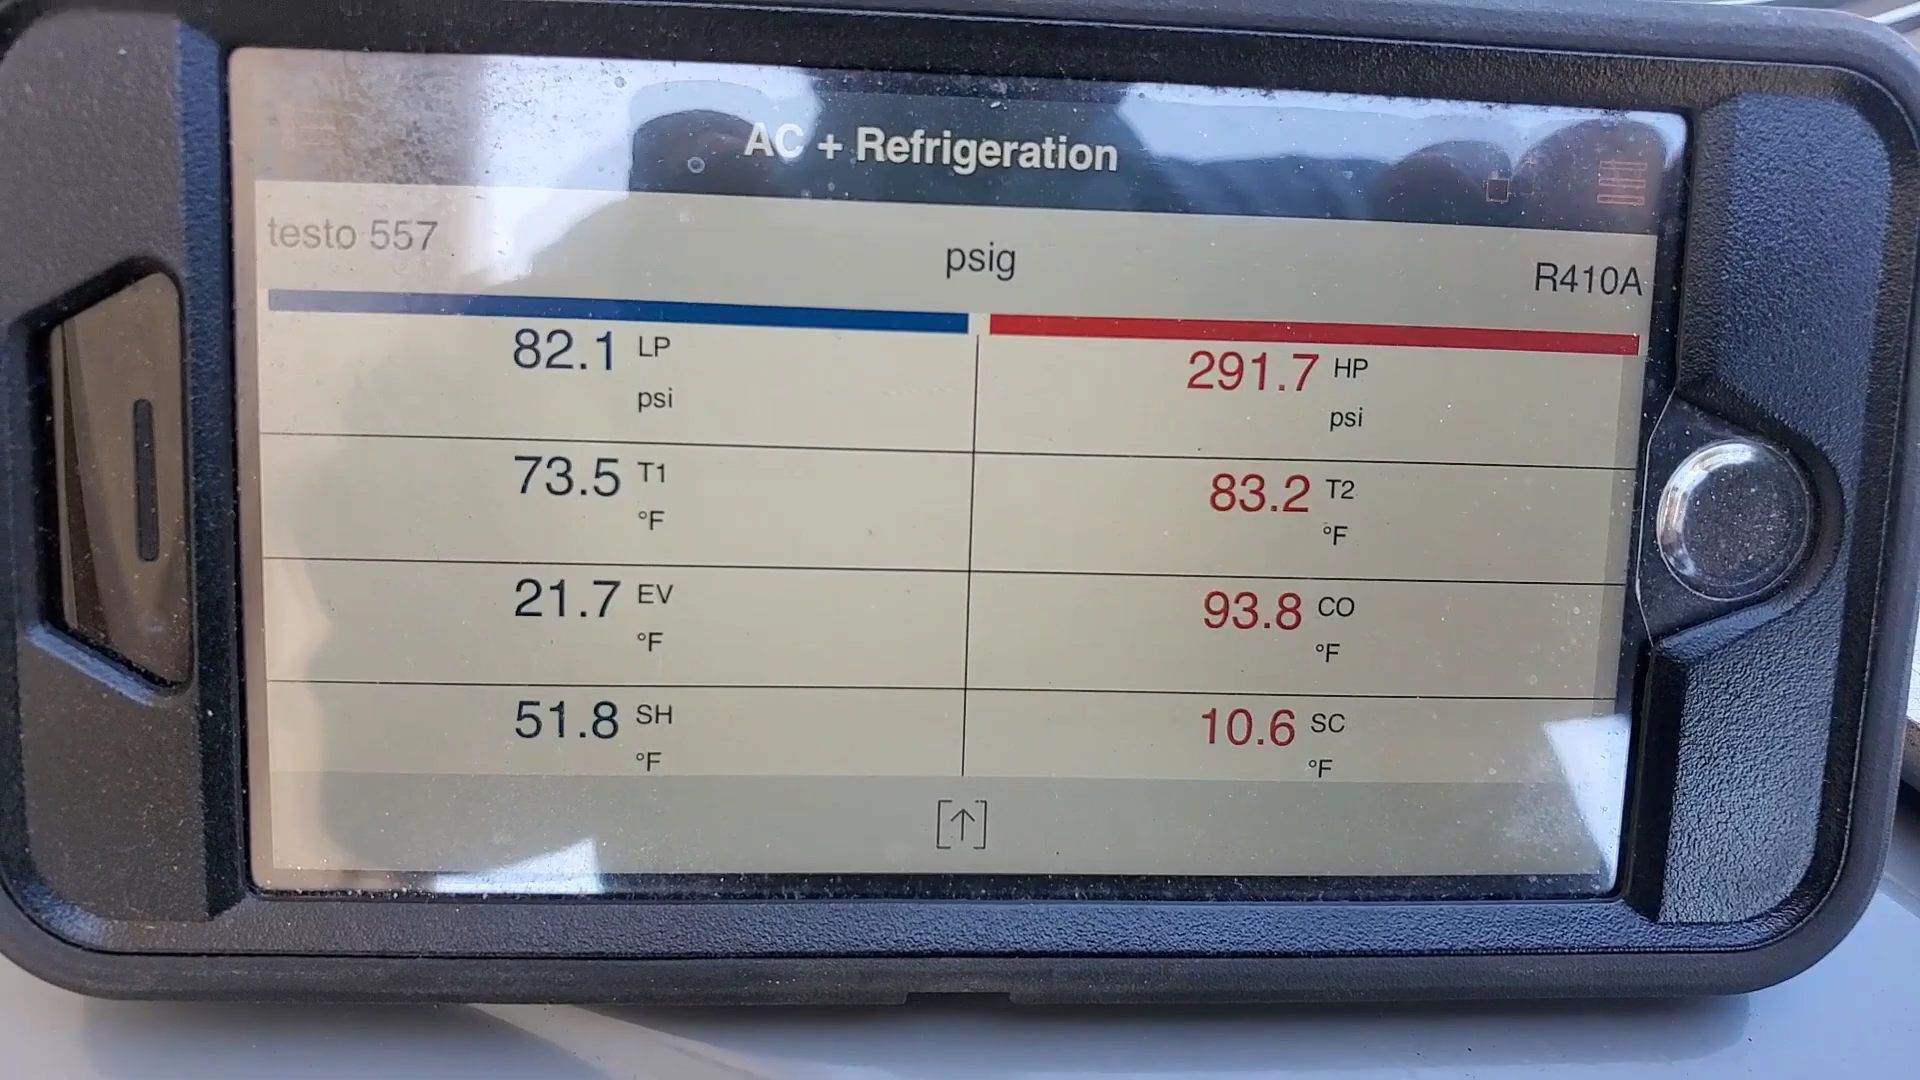 AC + Refrigeration
testo 557
psig
R410A
82.1 LP psi
291.7 HP psi
73.5 T1 °F
83.2 T2 °F
21.7 EV °F
93.8 CO °F
51.8 SH °F
10.6 SC °F